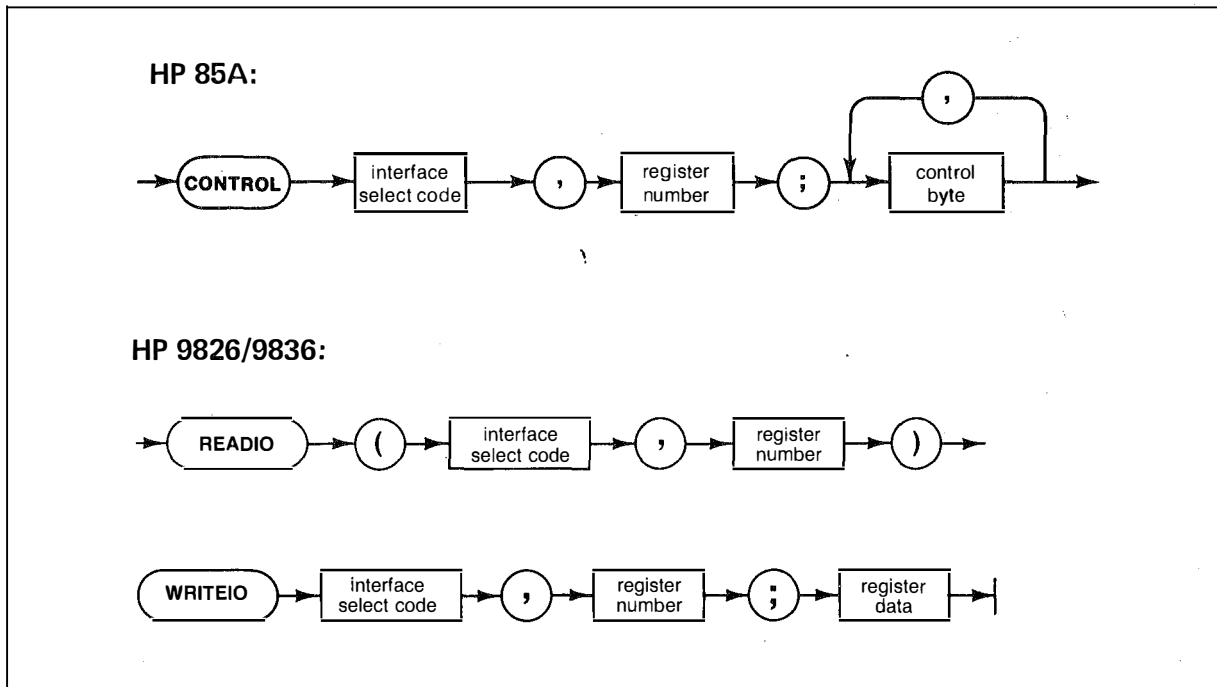 HP 85A:
,
CONTROL
interface
select code
,
register
number
;
control
byte
HP 9826/9836:
READIO
(
interface
select code
,
register
number
)
WRITEIO
interface
select code
,
register
number
;
register
data